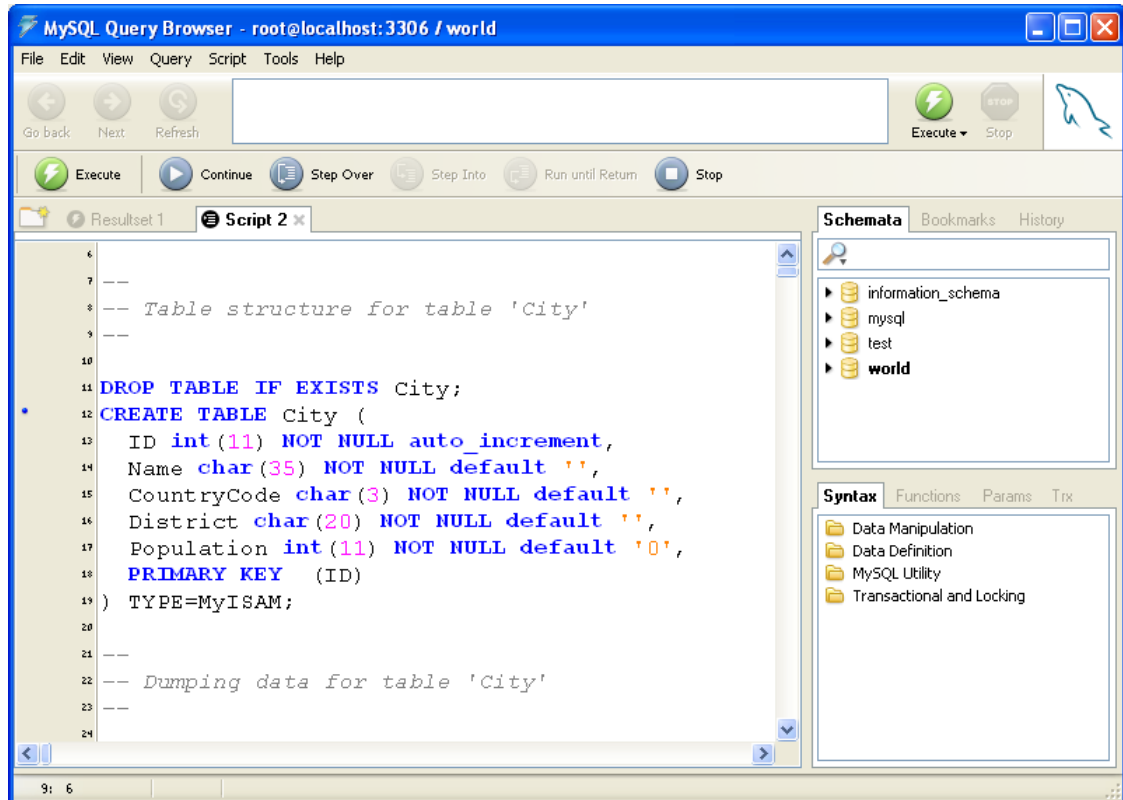 MySQL Query Browser - root@localhost:3306 / world
File Edit View Query Script Tools Help
Go back Next Refresh Execute Stop
STOP
Execute Continue Step Over Step Into Run until Return Stop
Resultset 1 Script 2
Schemata Bookmarks History
6
7 --
8 -- Table structure for table 'City'
9 --
10
11 DROP TABLE IF EXISTS City;
12 CREATE TABLE City (
13 ID int(11) NOT NULL auto_increment,
14 Name char(35) NOT NULL default '',
15 CountryCode char(3) NOT NULL default '',
16 District char(20) NOT NULL default '',
17 Population int(11) NOT NULL default '0',
18 PRIMARY KEY (ID)
19 ) TYPE=MyISAM;
20
21 --
22 -- Dumping data for table 'City'
23 --
24
information_schema
mysql
test
world
Syntax Functions Params Trx
Data Manipulation
Data Definition
MySQL Utility
Transactional and Locking
9: 6